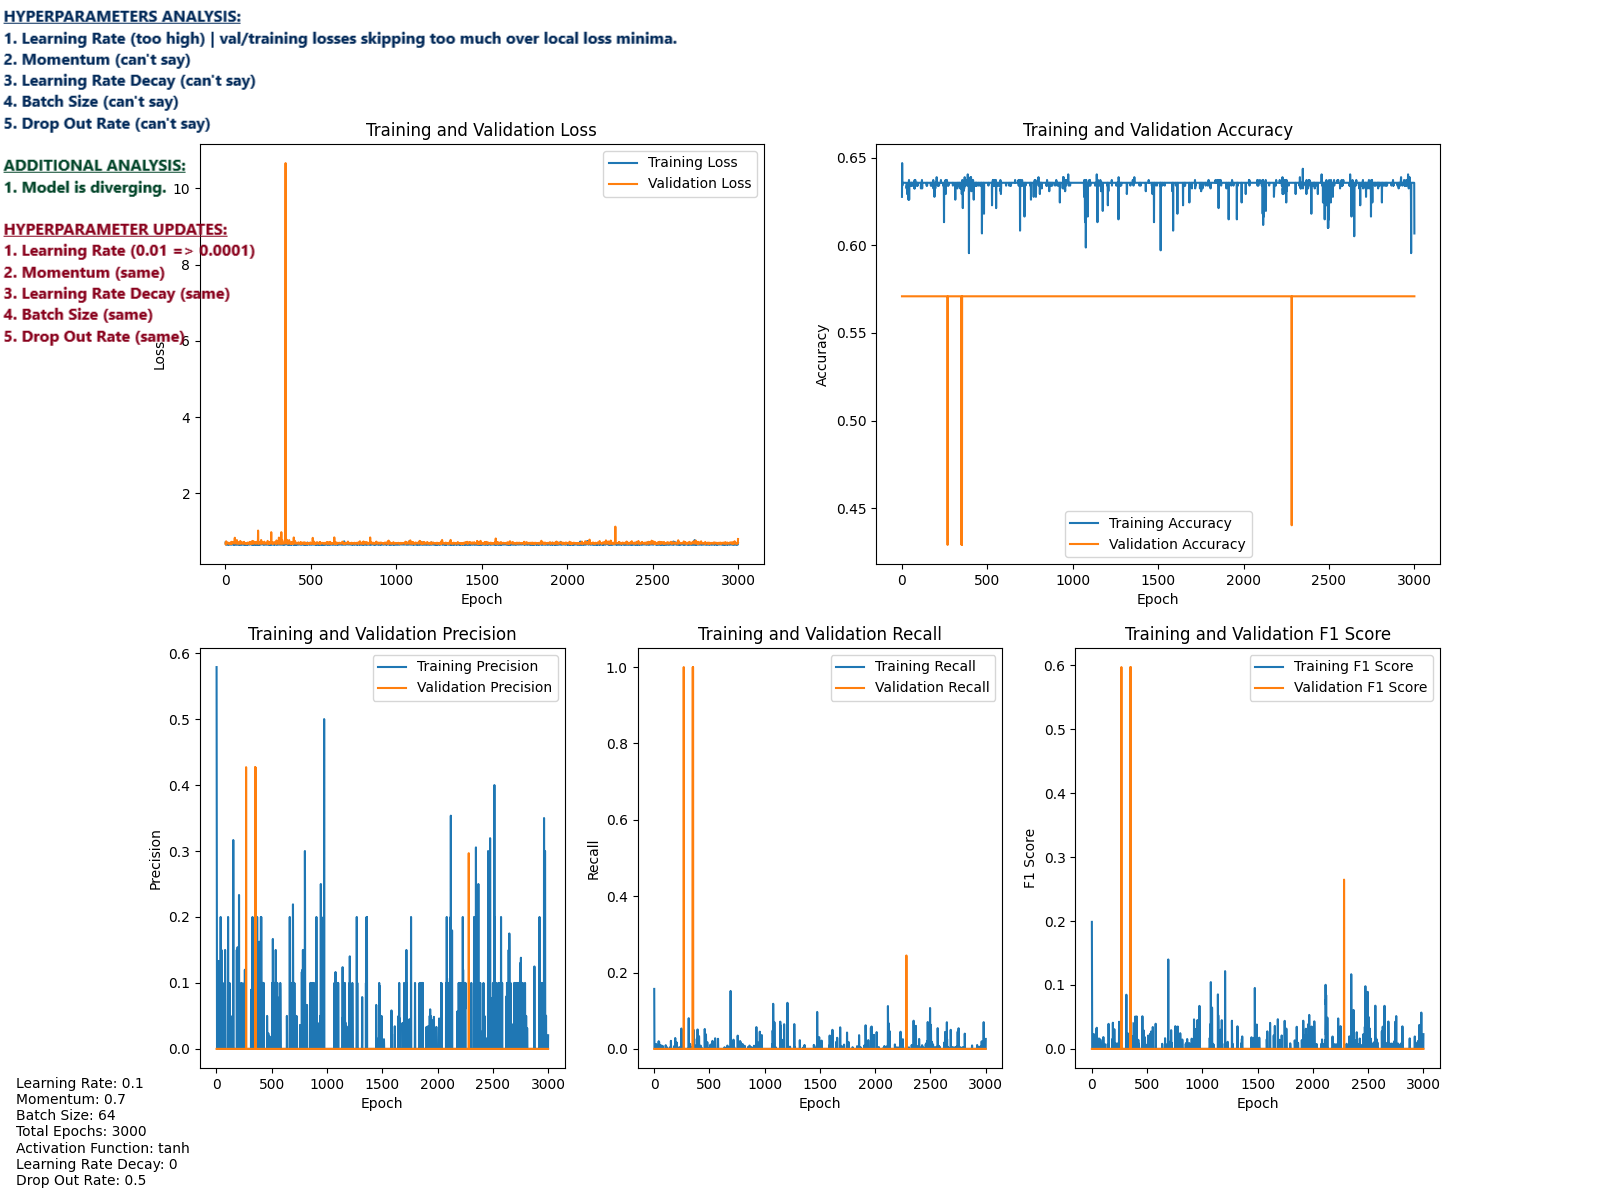 HYPERPARAMETERS ANALYSIS:
1. Learning Rate (too high) | val/training losses skipping too much over local loss minima.
2. Momentum (can't say)
3. Learning Rate Decay (can't say)
4. Batch Size (can't say)
5. Drop Out Rate (can't say)
ADDITIONAL ANALYSIS:
1. Model is diverging.
HYPERPARAMETER UPDATES:
1. Learning Rate (0.01 => 0.0001)
2. Momentum (same)
3. Learning Rate Decay (same)
4. Batch Size (same)
5. Drop Out Rate (same)
Training and Validation Loss
Training Loss
Validation Loss
10
8
6
4
2
Loss
0 500 1000 1500 2000 2500 3000
Epoch
Training and Validation Accuracy
0.65
0.60
0.55
0.50
0.45
Accuracy
Training Accuracy
Validation Accuracy
0 500 1000 1500 2000 2500 3000
Epoch
Training and Validation Precision
Training Precision
Validation Precision
0.6
0.5
0.4
0.3
0.2
0.1
0.0
Precision
0 500 1000 1500 2000 2500 3000
Epoch
Training and Validation Recall
Training Recall
Validation Recall
1.0
0.8
0.6
0.4
0.2
0.0
Recall
0 500 1000 1500 2000 2500 3000
Epoch
Training and Validation F1 Score
Training F1 Score
Validation F1 Score
0.6
0.5
0.4
0.3
0.2
0.1
0.0
F1 Score
0 500 1000 1500 2000 2500 3000
Epoch
Learning Rate: 0.1
Momentum: 0.7
Batch Size: 64
Total Epochs: 3000
Activation Function: tanh
Learning Rate Decay: 0
Drop Out Rate: 0.5